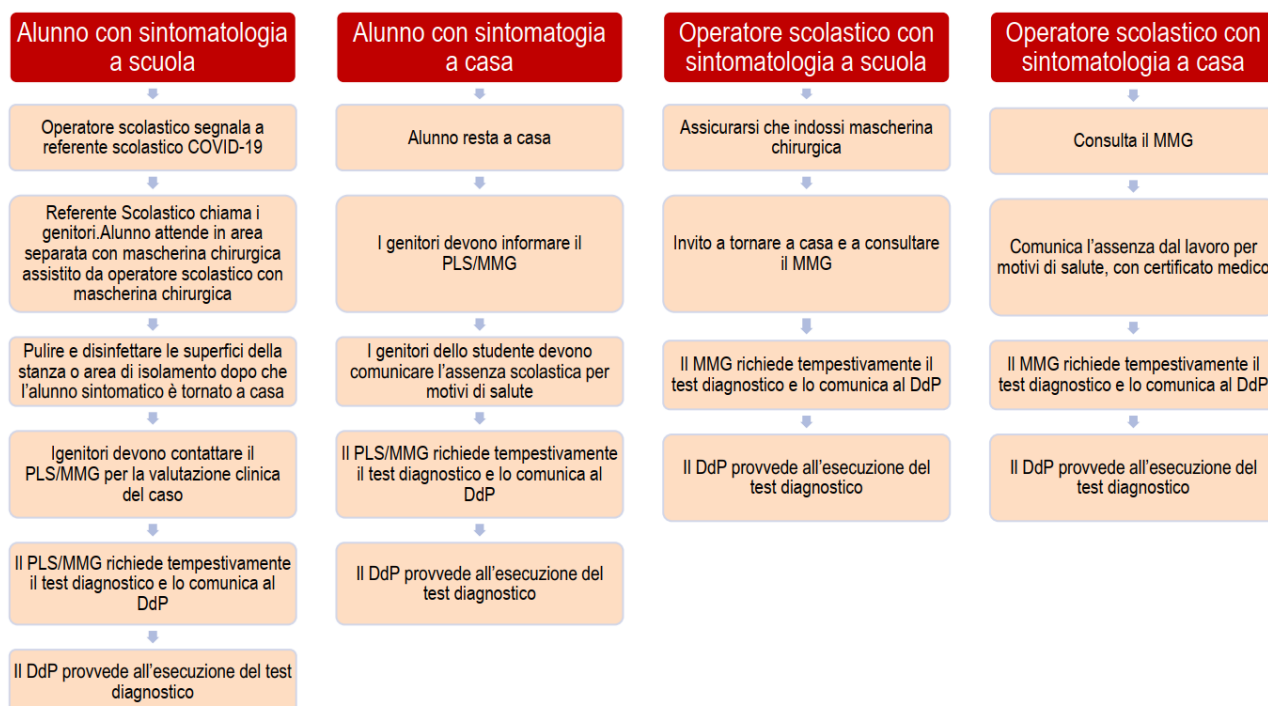 Alunno con sintomatologia
a scuola
Operatore scolastico segnala a
referente scolastico COVID-19
Referente Scolastico chiama i
genitori.Alunno attende in area
separata con mascherina chirurgica
assistito da operatore scolastico con
mascherina chirurgica
Pulire e disinfettare le superfici della
stanza o area di isolamento dopo che
l'alunno sintomatico è tornato a casa
Igenitori devono contattare il
PLS/MMG per la valutazione clinica
del caso
Il PLS/MMG richiede tempestivamente
il test diagnostico e lo comunica al
DdP
Il DdP provvede all'esecuzione del test
diagnostico
Alunno con sintomatogia
a casa
Alunno resta a casa
I genitori devono informare il
PLS/MMG
I genitori dello studente devono
comunicare l'assenza scolastica per
motivi di salute
Il PLS/MMG richiede tempestivamente
il test diagnostico e lo comunica al
DdP
Il DdP provvede all'esecuzione del
test diagnostico
Operatore scolastico con
sintomatologia a scuola
Assicurarsi che indossi mascherina
chirurgica
Invito a tornare a casa e a consultare
il MMG
Il MMG richiede tempestivamente il
test diagnostico e lo comunica al DdP
Il DdP provvede all'esecuzione del
test diagnostico
Operatore scolastico con
sintomatologia a casa
Consulta il MMG
Comunica l'assenza dal lavoro per
motivi di salute, con certificato medico
Il MMG richiede tempestivamente il
test diagnostico e lo comunica al DdP
Il DdP provvede all'esecuzione del
test diagnostico